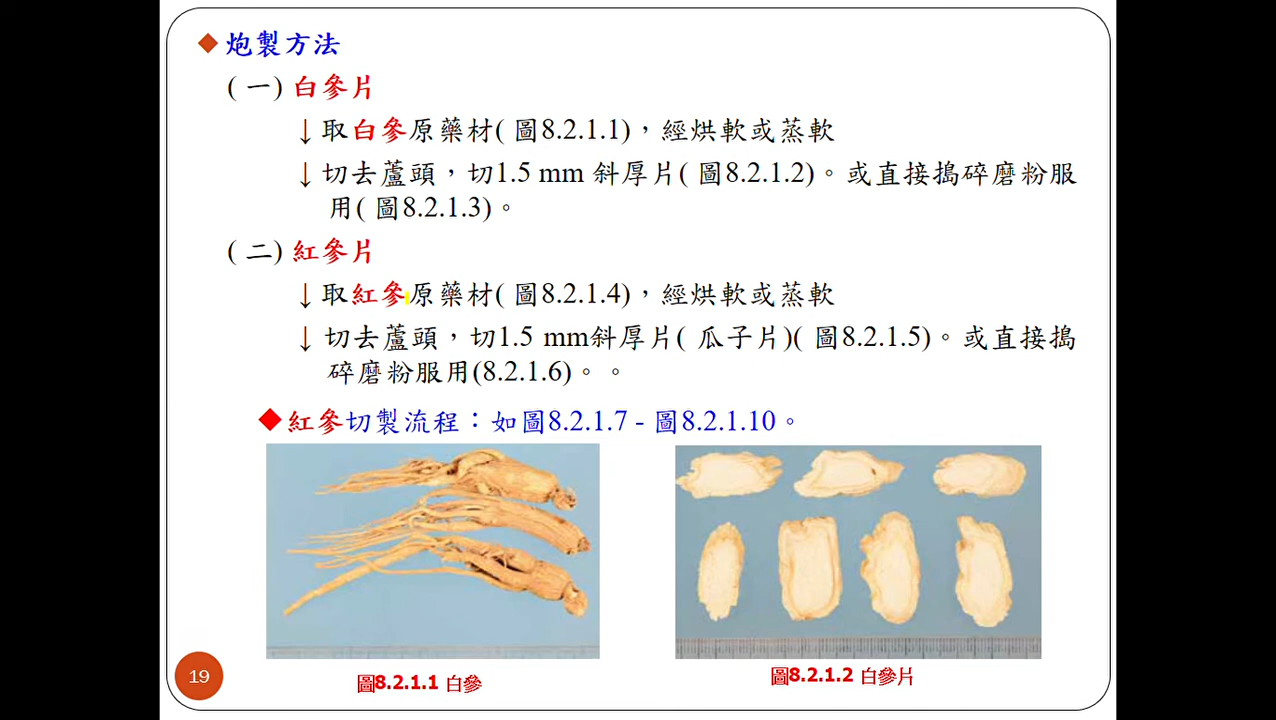 炮製方法
(一) 白參片
↓取白參原藥材(圖8.2.1.1)，經烘軟或蒸軟
↓切去蘆頭，切1.5 mm 斜厚片(圖8.2.1.2)。或直接搗碎磨粉服
用(圖8.2.1.3)。
(二) 紅參片
↓取紅參原藥材(圖8.2.1.4)，經烘軟或蒸軟
↓切去蘆頭，切1.5 mm斜厚片(瓜子片)(圖8.2.1.5)。或直接搗
碎磨粉服用(8.2.1.6)。。
紅參切製流程：如圖8.2.1.7 - 圖8.2.1.10。
圖8.2.1.1 白參
圖8.2.1.2 白參片
19